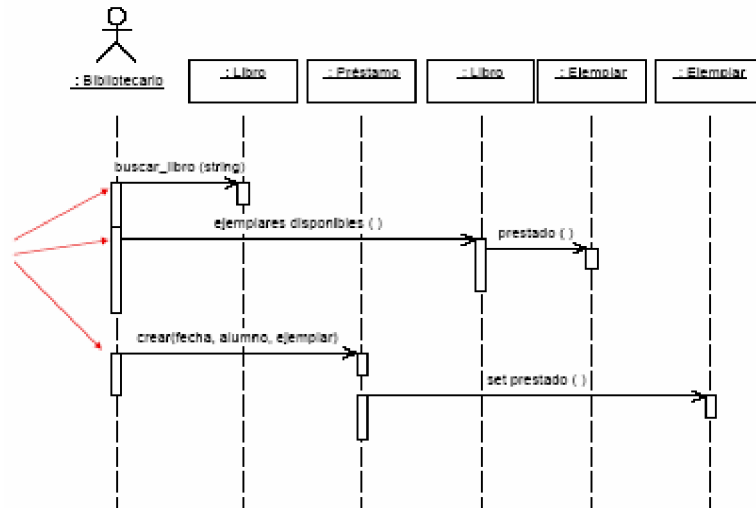 : Bibliotecario
: Libro
: Préstamo
: Libro
: Ejemplar
: Ejemplar
buscar_libro (string)
ejemplares disponibles ( )
prestado ( )
crear(fecha, alumno, ejemplar)
set prestado ( )